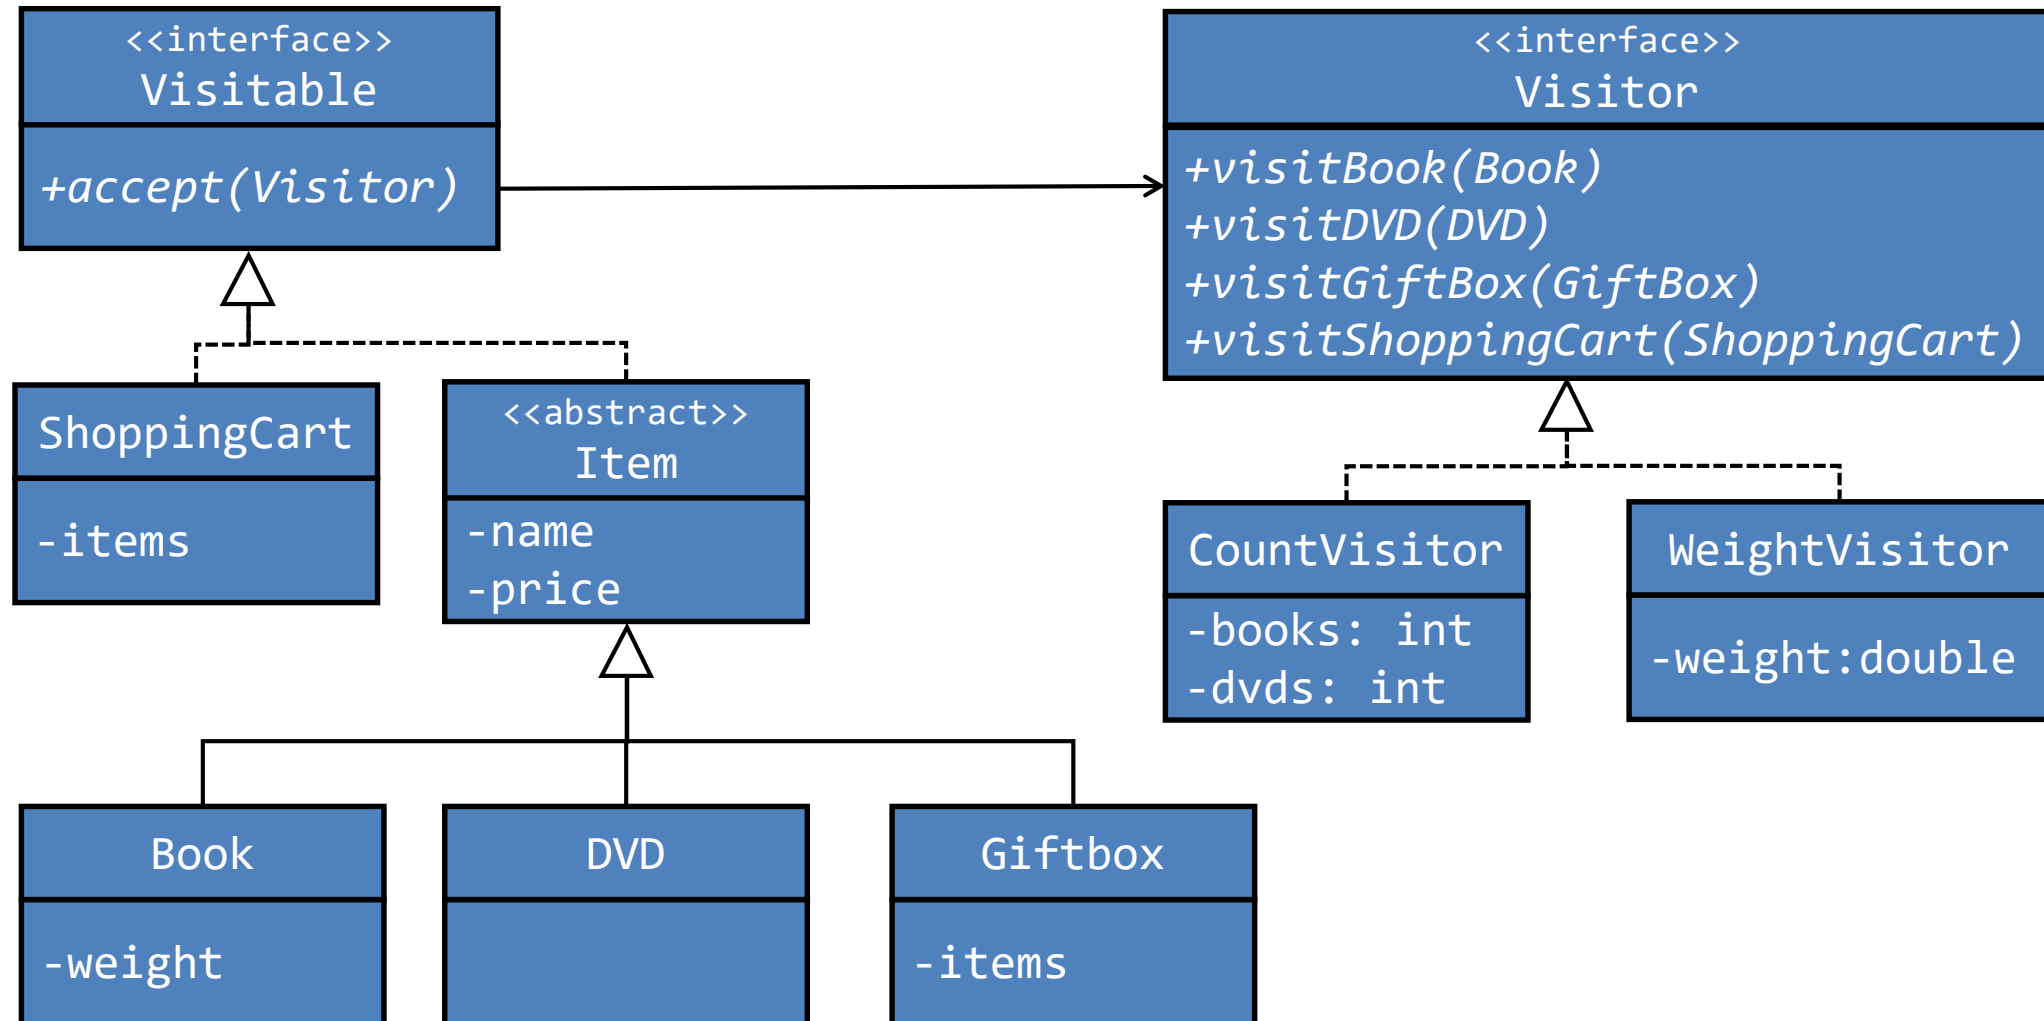 <<interface>>
Visitable
+accept(Visitor)
<<interface>>
Visitor
+visitBook(Book)
+visitDVD(DVD)
+visitGiftBox(GiftBox)
+visitShoppingCart(ShoppingCart)
ShoppingCart
-items
<<abstract>>
Item
-name
-price
CountVisitor
-books: int
-dvds: int
WeightVisitor
-weight:double
Book
-weight
DVD
Giftbox
-items